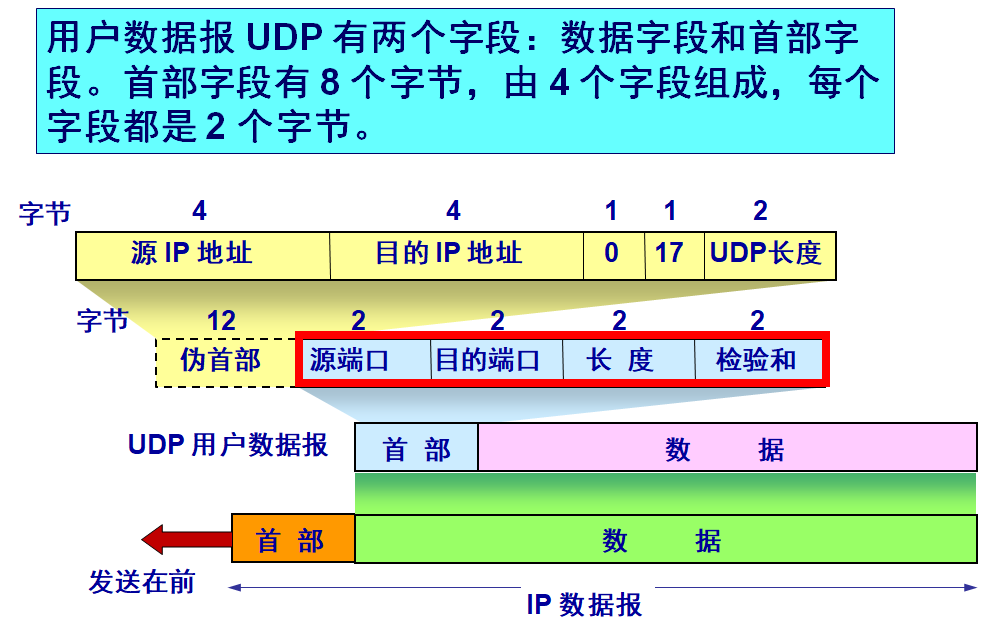 用户数据报 UDP 有两个字段：数据字段和首部字
段。首部字段有 8 个字节，由 4 个字段组成，每个
字段都是 2 个字节。
字节 4 4 1 1 2
源 IP 地址 目的 IP 地址 0 17 UDP长度
字节 12 2 2 2 2
伪首部 源端口 目的端口 长 度 检验和
UDP 用户数据报 首 部 数 据
首 部 数 据
发送在前
IP 数据报